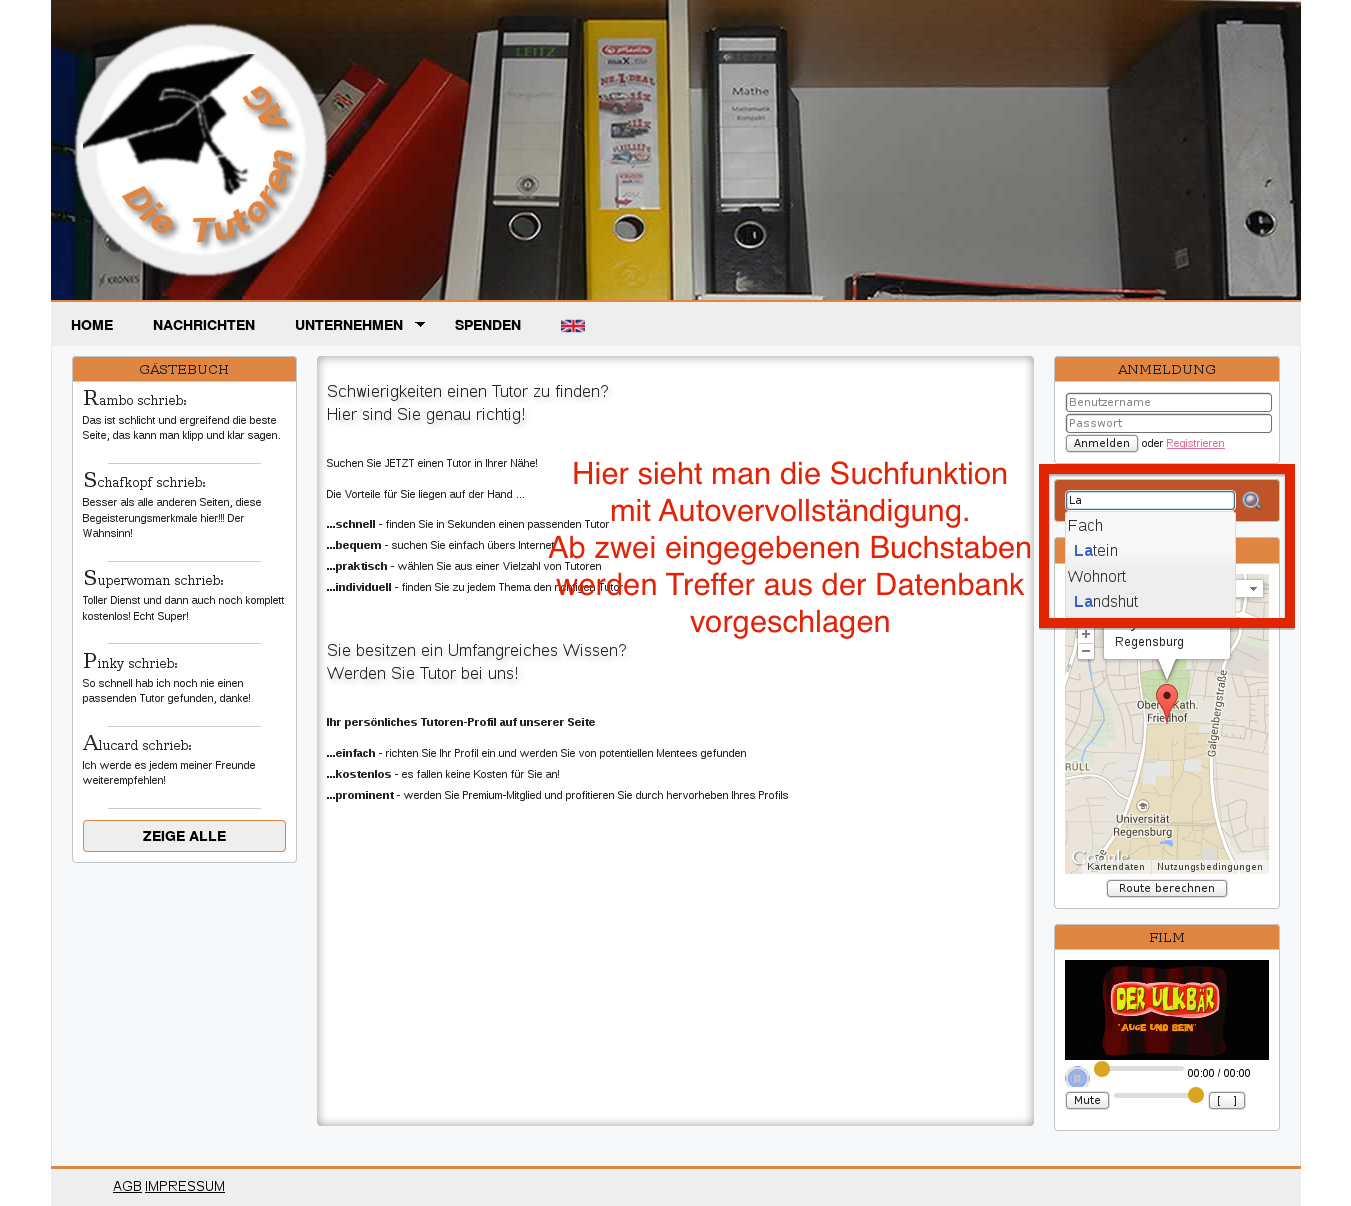 Die Tutoren AG
LEITZ
Herlitz
maX.file
NR.1-DEAL
Mathe
Mathematik
Kompakt
KRONES
HOME NACHRICHTEN UNTERNEHMEN SPENDEN
GÄSTEBUCH
Rambo schrieb:
Das ist schlicht und ergreifend die beste
Seite, das kann man klipp und klar sagen.
Schafkopf schrieb:
Besser als alle anderen Seiten, diese
Begeisterungsmerkmale hier!!! Der
Wahnsinn!
Superwoman schrieb:
Toller Dienst und dann auch noch komplett
kostenlos! Echt Super!
Pinky schrieb:
So schnell hab ich noch nie einen
passenden Tutor gefunden, danke!
Alucard schrieb:
Ich werde es jedem meiner Freunde
weiterempfehlen!
ZEIGE ALLE
Schwierigkeiten einen Tutor zu finden?
Hier sind Sie genau richtig!
Suchen Sie JETZT einen Tutor in Ihrer Nähe!
Die Vorteile für Sie liegen auf der Hand ...
...schnell - finden Sie in Sekunden einen passenden Tutor
...bequem - suchen Sie einfach übers Internet
...praktisch - wählen Sie aus einer Vielzahl von Tutoren
...individuell - finden Sie zu jedem Thema den richtigen Tutor
Hier sieht man die Suchfunktion
mit Autovervollständigung.
Ab zwei eingegebenen Buchstaben
werden Treffer aus der Datenbank
vorgeschlagen
Sie besitzen ein Umfangreiches Wissen?
Werden Sie Tutor bei uns!
Ihr persönliches Tutoren-Profil auf unserer Seite
...einfach - richten Sie Ihr Profil ein und werden Sie von potentiellen Mentees gefunden
...kostenlos - es fallen keine Kosten für Sie an!
...prominent - werden Sie Premium-Mitglied und profitieren Sie durch hervorheben Ihres Profils
ANMELDUNG
Benutzername
Passwort
Anmelden oder Registrieren
La
Fach
Latein
Wohnort
Landshut
+
Regensburg
−
Ober. Kath.
Friedhof
Galgenbergstraße
RÜLL
Universität
Regensburg
Google
Kartendaten Nutzungsbedingungen
Route berechnen
FILM
DER ULKBÄR
"AUGE UND BEIN"
00:00 / 00:00
Mute [ ]
AGB IMPRESSUM